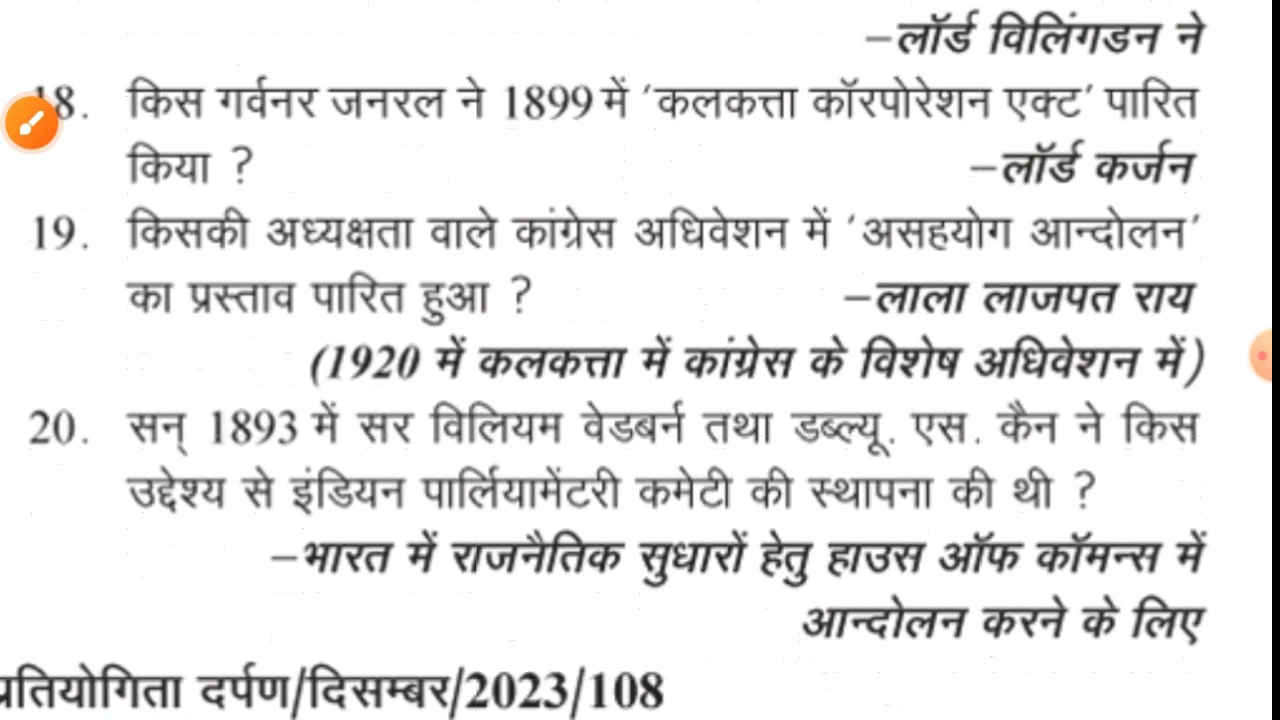 –लॉर्ड विलिंगडन ने
18. किस गर्वनर जनरल ने 1899 में ′कलकत्ता कॉरपोरेशन एक्ट′ पारित
किया ? –लॉर्ड कर्जन
19. किसकी अध्यक्षता वाले कांग्रेस अधिवेशन में ′असहयोग आन्दोलन′
का प्रस्ताव पारित हुआ ? –लाला लाजपत राय
(1920 में कलकत्ता में कांग्रेस के विशेष अधिवेशन में)
20. सन् 1893 में सर विलियम वेडबर्न तथा डब्ल्यू. एस. कैन ने किस
उद्देश्य से इंडियन पार्लियामेंटरी कमेटी की स्थापना की थी ?
–भारत में राजनैतिक सुधारों हेतु हाउस ऑफ कॉमन्स में
आन्दोलन करने के लिए
प्रतियोगिता दर्पण/दिसम्बर/2023/108